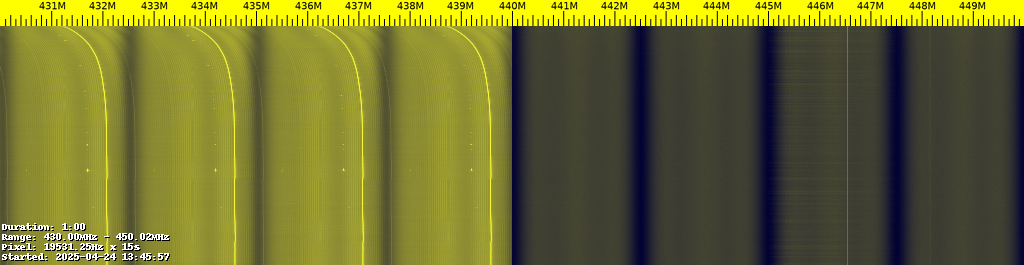 431M 432M 433M 434M 435M 436M 437M 438M 439M 440M 441M 442M 443M 444M 445M 446M 447M 448M 449M
Duration: 1:00
Range: 430.00MHz - 450.02MHz
Pixel: 19531.25Hz x 15s
Started: 2025-04-24 13:45:57